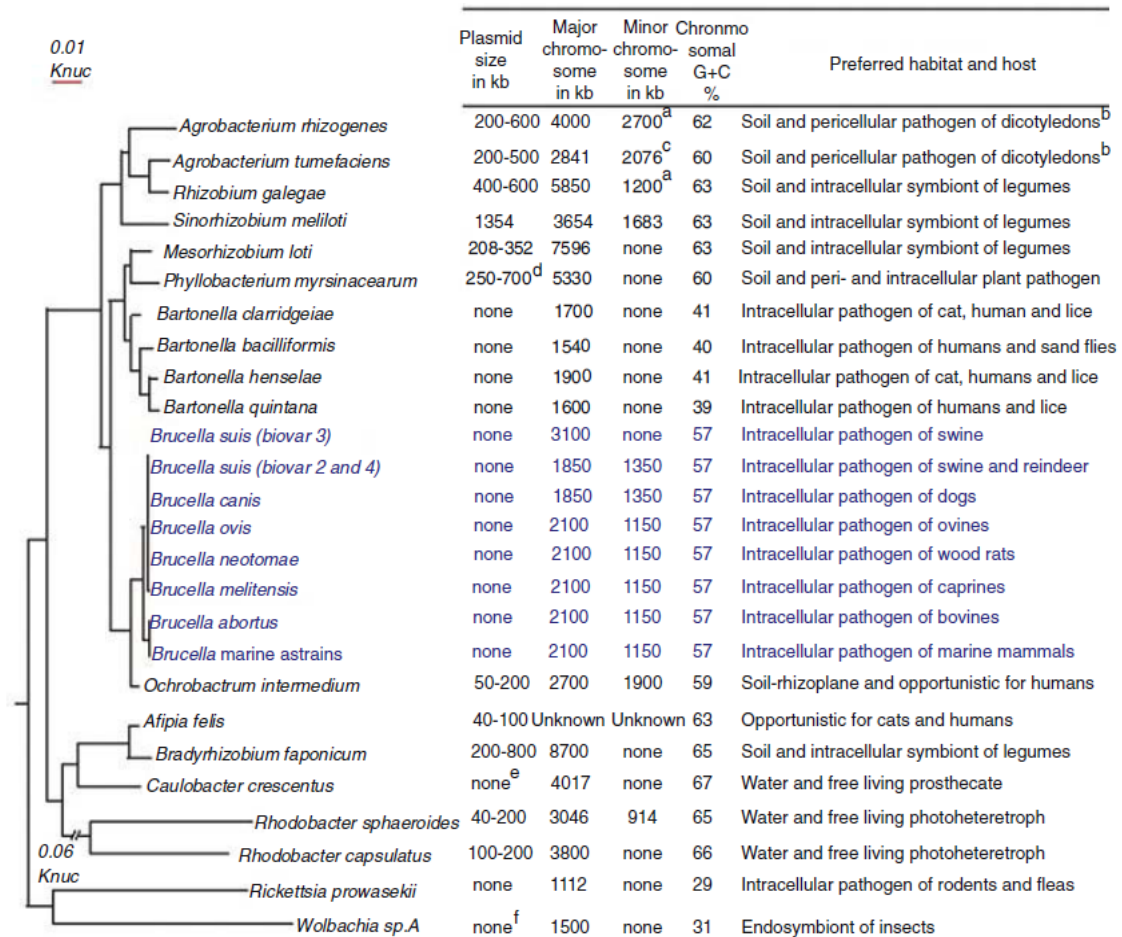 0.01
Knuc
Plasmid size in kb Major chromo- some in kb Minor chromo- some in kb Chronmo somal G+C % Preferred habitat and host
Agrobacterium rhizogenes 200-600 4000 2700a 62 Soil and pericellular pathogen of dicotyledonsb
Agrobacterium tumefaciens 200-500 2841 2076c 60 Soil and pericellular pathogen of dicotyledonsb
Rhizobium galegae 400-600 5850 1200a 63 Soil and intracellular symbiont of legumes
Sinorhizobium meliloti 1354 3654 1683 63 Soil and intracellular symbiont of legumes
Mesorhizobium loti 208-352 7596 none 63 Soil and intracellular symbiont of legumes
Phyllobacterium myrsinacearum 250-700d 5330 none 60 Soil and peri- and intracellular plant pathogen
Bartonella clarridgeiae none 1700 none 41 Intracellular pathogen of cat, human and lice
Bartonella bacilliformis none 1540 none 40 Intracellular pathogen of humans and sand flies
Bartonella henselae none 1900 none 41 Intracellular pathogen of cat, humans and lice
Bartonella quintana none 1600 none 39 Intracellular pathogen of humans and lice
Brucella suis (biovar 3) none 3100 none 57 Intracellular pathogen of swine
Brucella suis (biovar 2 and 4) none 1850 1350 57 Intracellular pathogen of swine and reindeer
Brucella canis none 1850 1350 57 Intracellular pathogen of dogs
Brucella ovis none 2100 1150 57 Intracellular pathogen of ovines
Brucella neotomae none 2100 1150 57 Intracellular pathogen of wood rats
Brucella melitensis none 2100 1150 57 Intracellular pathogen of caprines
Brucella abortus none 2100 1150 57 Intracellular pathogen of bovines
Brucella marine astrains none 2100 1150 57 Intracellular pathogen of marine mammals
Ochrobactrum intermedium 50-200 2700 1900 59 Soil-rhizoplane and opportunistic for humans
Afipia felis 40-100 Unknown Unknown 63 Opportunistic for cats and humans
Bradyrhizobium faponicum 200-800 8700 none 65 Soil and intracellular symbiont of legumes
Caulobacter crescentus nonee 4017 none 67 Water and free living prosthecate
Rhodobacter sphaeroides 40-200 3046 914 65 Water and free living photoheteretroph
Rhodobacter capsulatus 100-200 3800 none 66 Water and free living photoheteretroph
0.06
Knuc
Rickettsia prowasekii none 1112 none 29 Intracellular pathogen of rodents and fleas
Wolbachia sp.A nonef 1500 none 31 Endosymbiont of insects